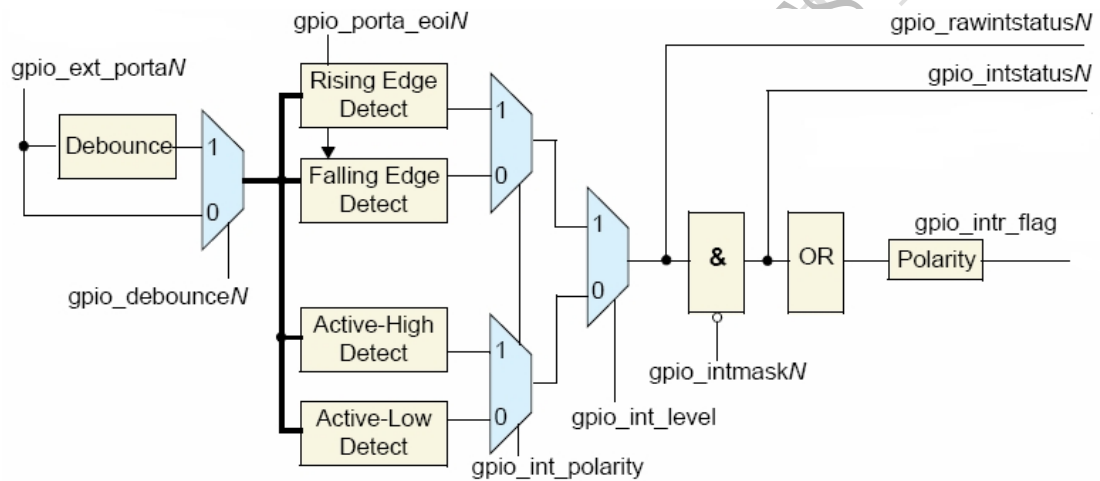 gpio_porta_eoiN
gpio_rawintstatusN
gpio_ext_portaN
gpio_intstatusN
Rising Edge
Detect
1
Debounce
1
0
Falling Edge
Detect
0
gpio_debounceN
1
0
&
OR
gpio_intr_flag
Polarity
Active-High
Detect
1
gpio_intmaskN
Active-Low
Detect
0
gpio_int_level
gpio_int_polarity